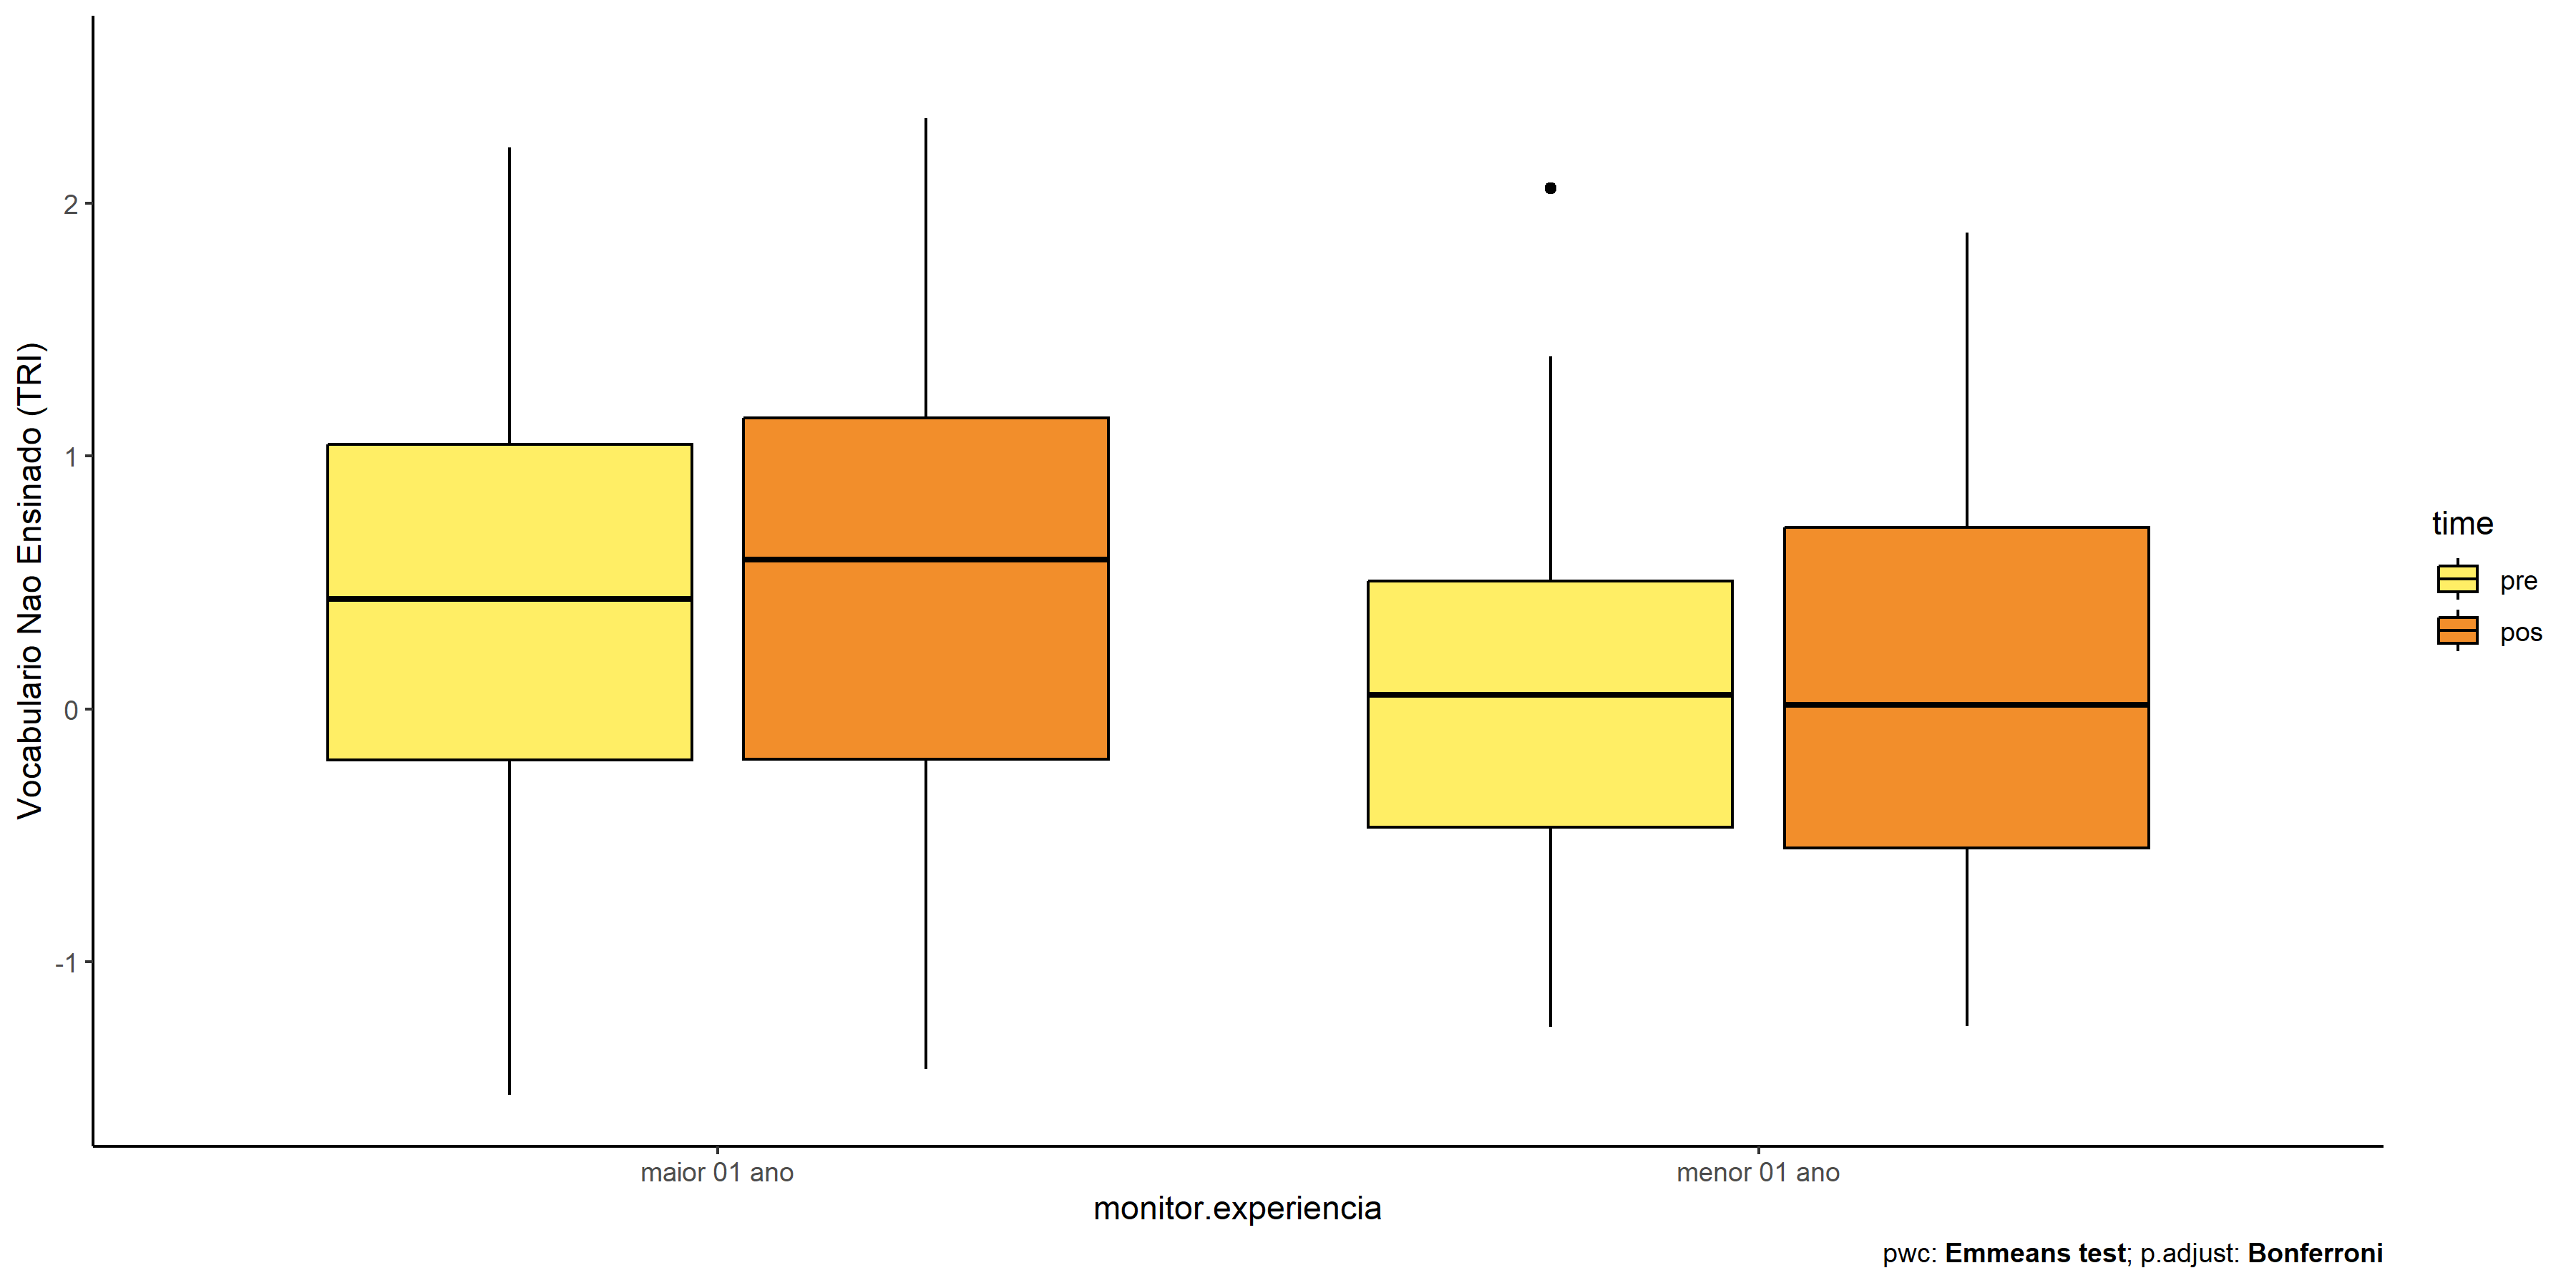 Vocabulario Nao Ensinado (TRI)
2
1
0
-1
maior 01 ano
menor 01 ano
monitor.experiencia
time
pre
pos
pwc: Emmeans test; p.adjust: Bonferroni